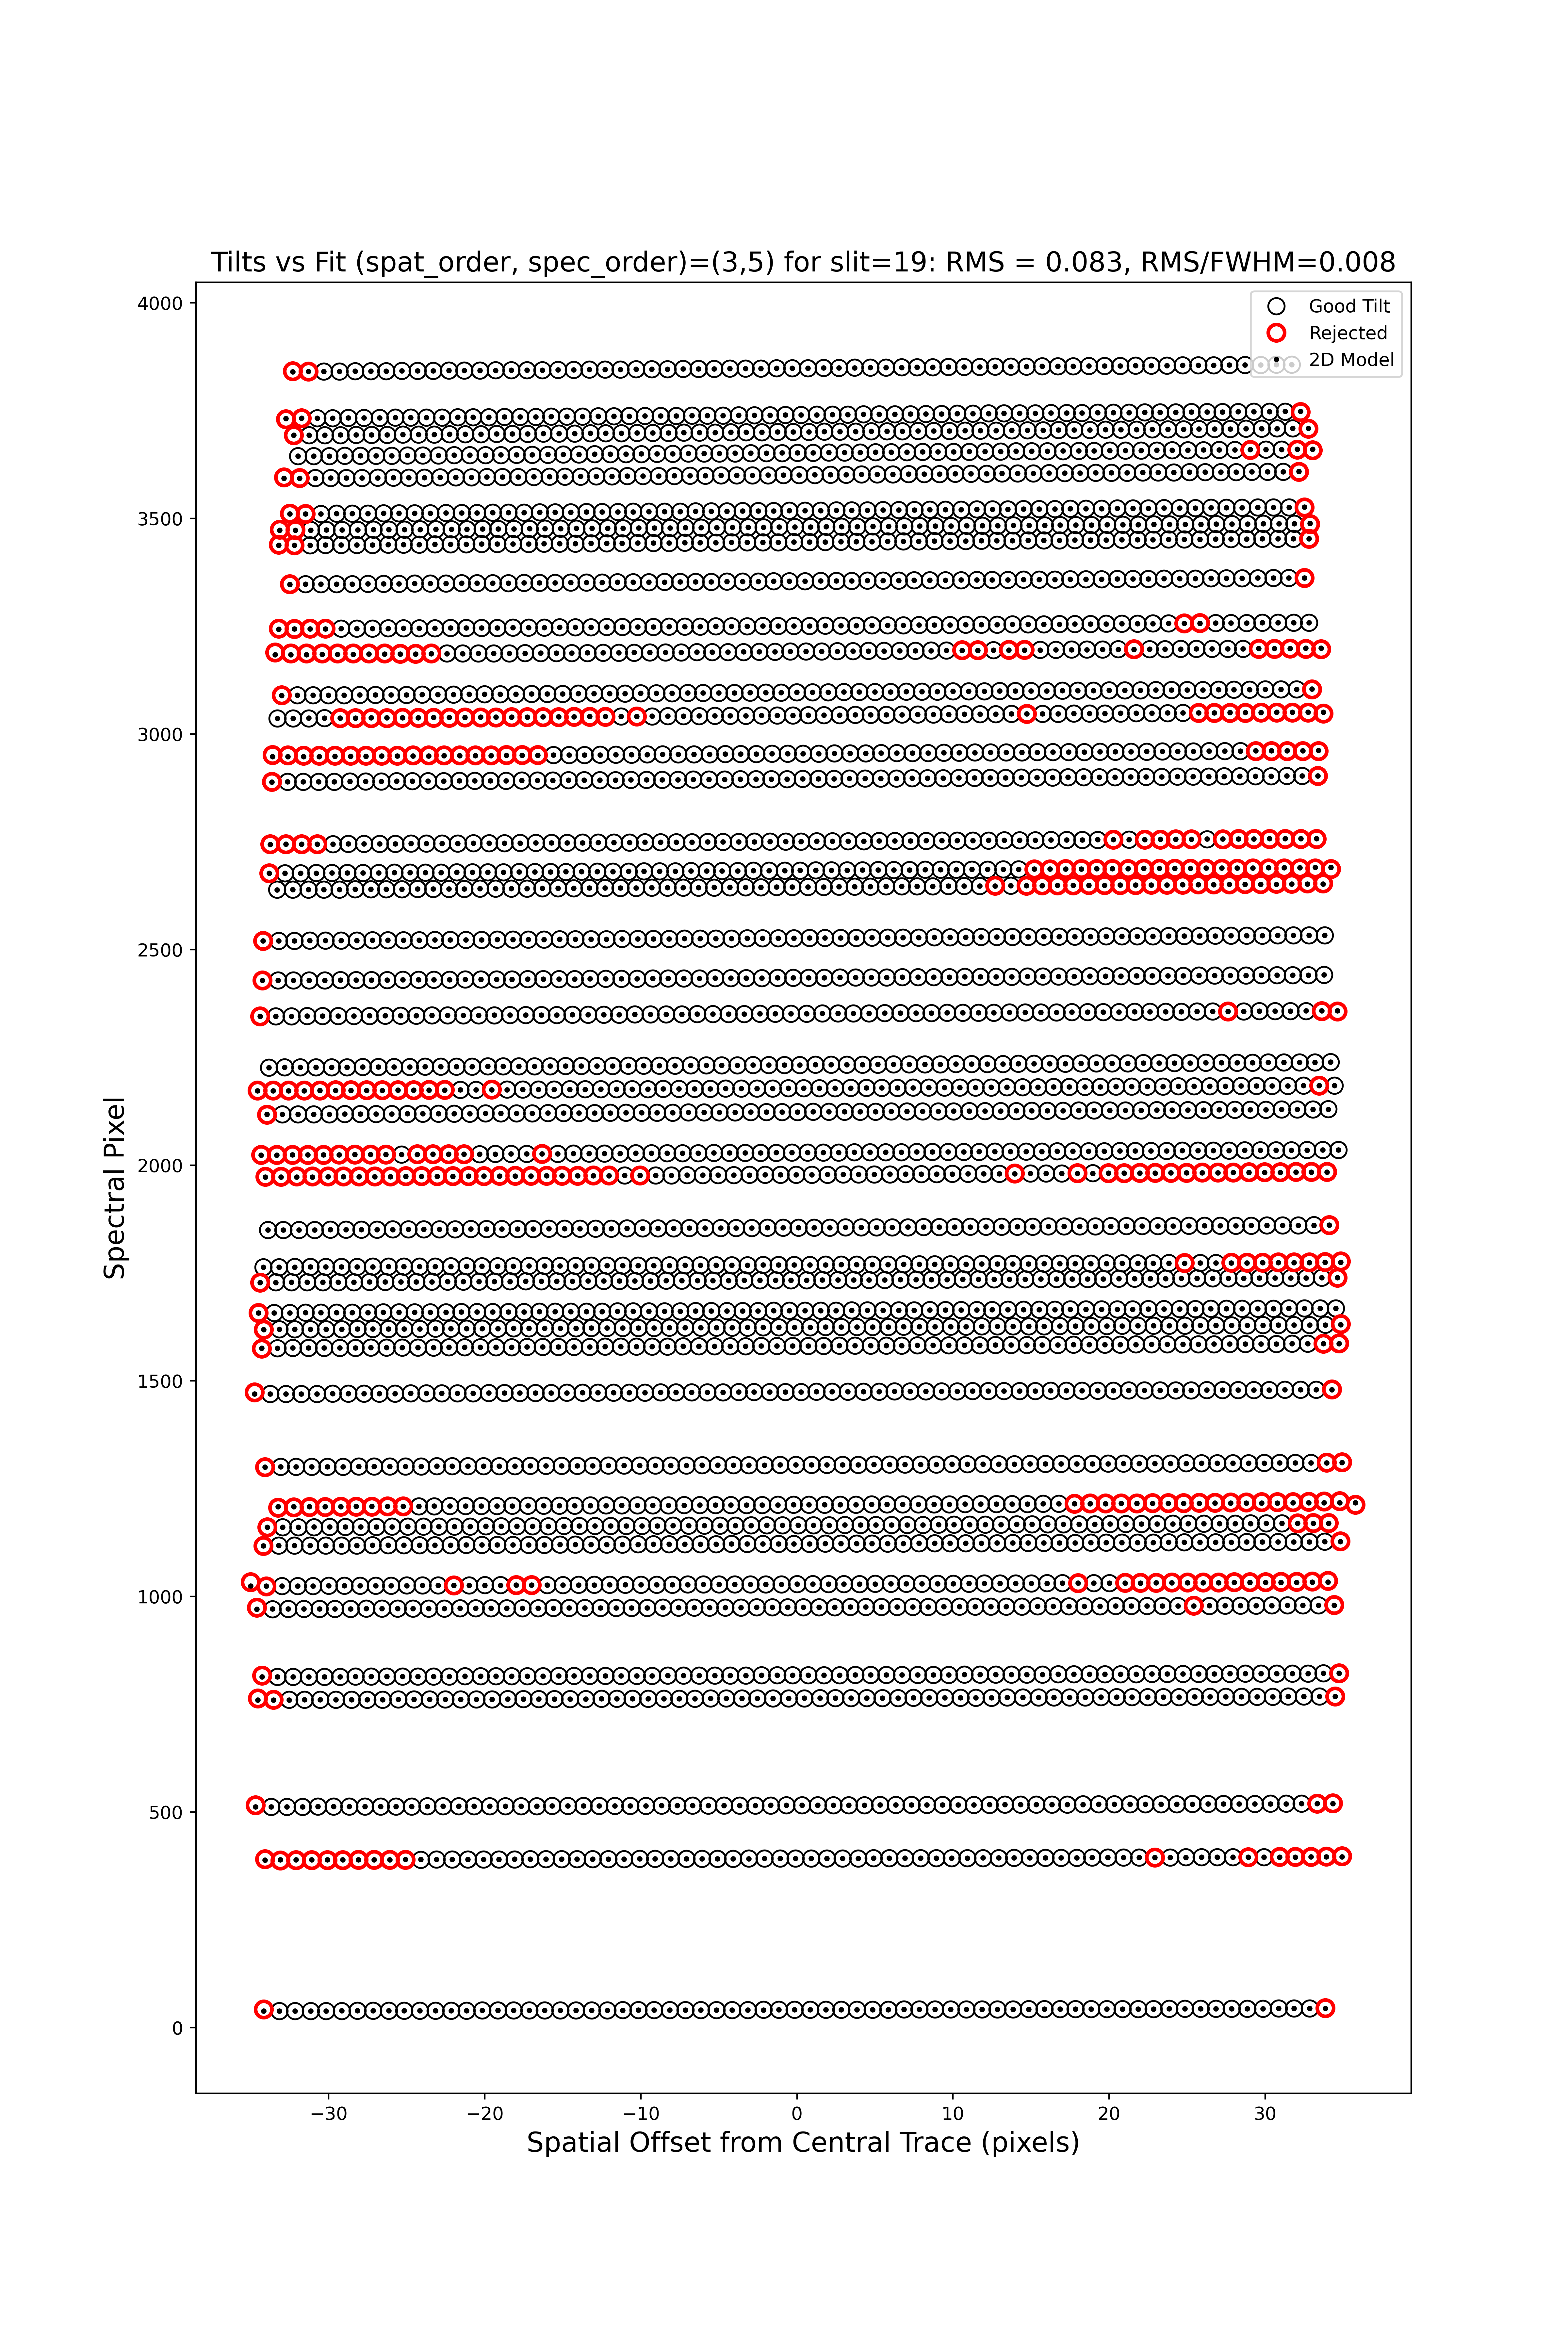 Tilts vs Fit (spat_order, spec_order)=(3,5) for slit=19: RMS = 0.083, RMS/FWHM=0.008
Good Tilt
Rejected
2D Model
4000
3500
3000
2500
2000
1500
1000
500
0
Spectral Pixel
−30 −20 −10 0 10 20 30
Spatial Offset from Central Trace (pixels)